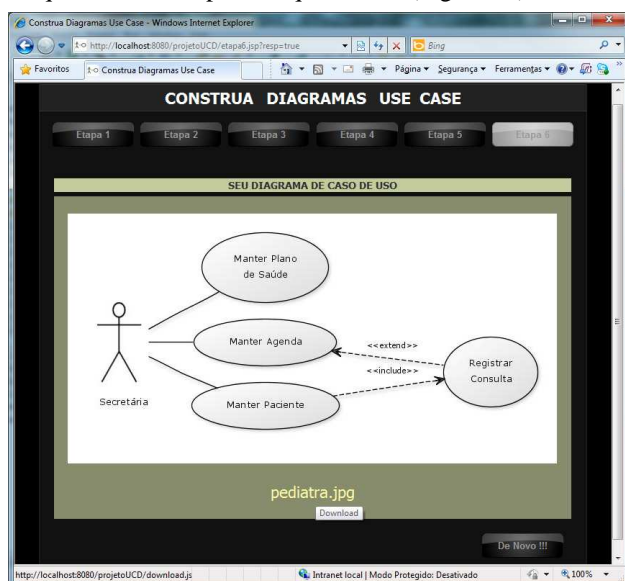 Construa Diagramas Use Case - Windows Internet Explorer
http://localhost:8080/projetoUCD/etapa6.jsp?resp=true
Bing
Favoritos
Construa Diagramas Use Case
Página
Segurança
Ferramentas
CONSTRUA DIAGRAMAS USE CASE
Etapa 1
Etapa 2
Etapa 3
Etapa 4
Etapa 5
Etapa 6
SEU DIAGRAMA DE CASO DE USO
Manter Plano
de Saúde
Manter Agenda
<<extend>>
<<include>>
Registrar
Consulta
Secretária
Manter Paciente
pediatra.jpg
Download
De Novo !!!
http://localhost:8080/projetoUCD/download.js
Intranet local | Modo Protegido: Desativado
100%